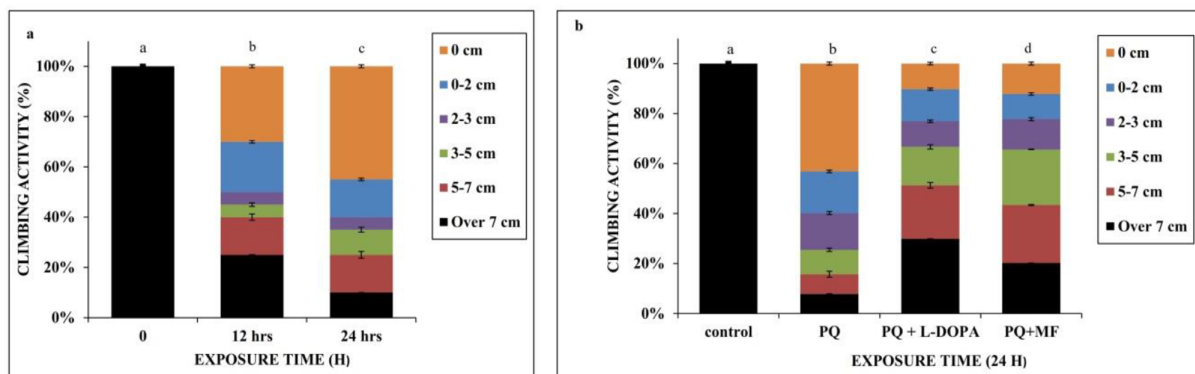 a
CLIMBING ACTIVITY (%)
100%
80%
60%
40%
20%
0%
a
b
c
0
12 hrs
24 hrs
EXPOSURE TIME (H)
0 cm
0-2 cm
2-3 cm
3-5 cm
5-7 cm
Over 7 cm
b
CLIMBING ACTIVITY (%)
100%
80%
60%
40%
20%
0%
a
b
c
d
control
PQ
PQ + L-DOPA
PQ+MF
EXPOSURE TIME (24 H)
0 cm
0-2 cm
2-3 cm
3-5 cm
5-7 cm
Over 7 cm